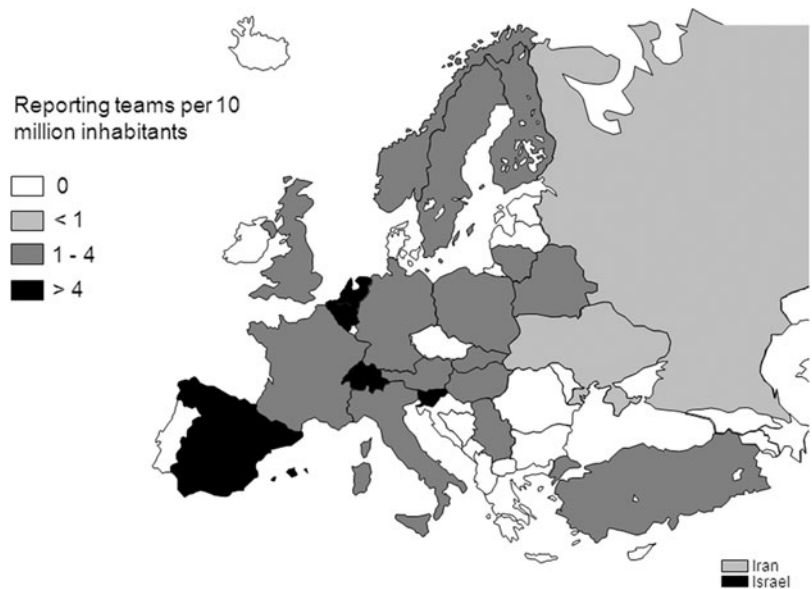 Reporting teams per 10
million inhabitants
0
< 1
1 - 4
> 4
Iran
Israel